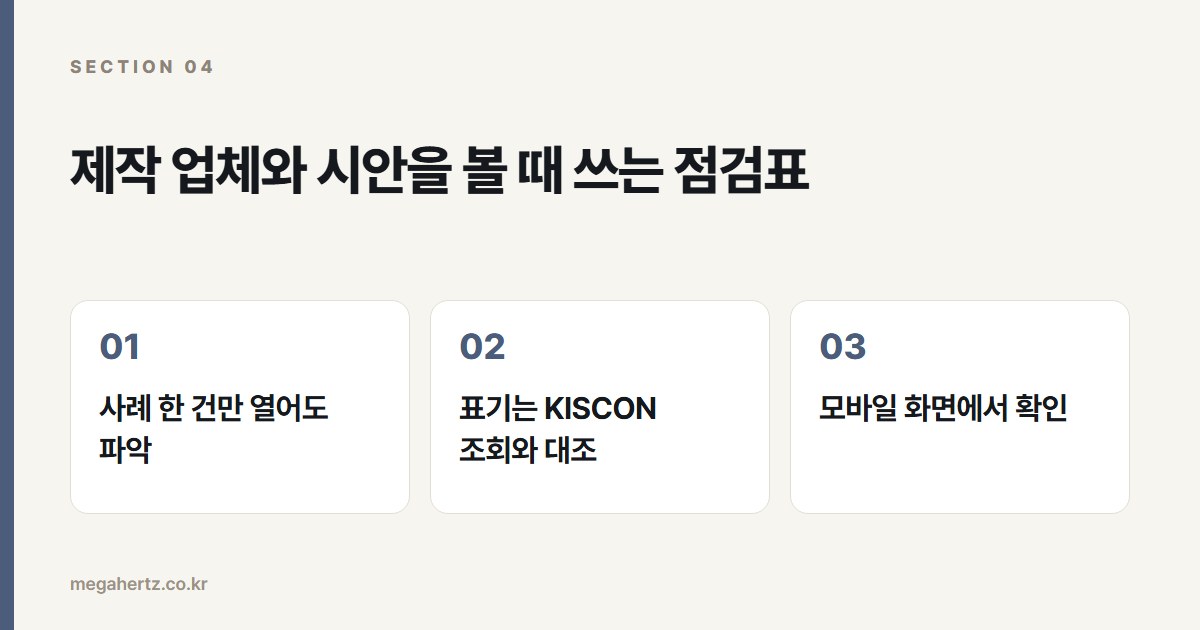 SECTION 04
제작 업체와 시안을 볼 때 쓰는 점검표
01
사례 한 건만 열어도
파악
02
표기는 KISCON
조회와 대조
03
모바일 화면에서 확인
megahertz.co.kr